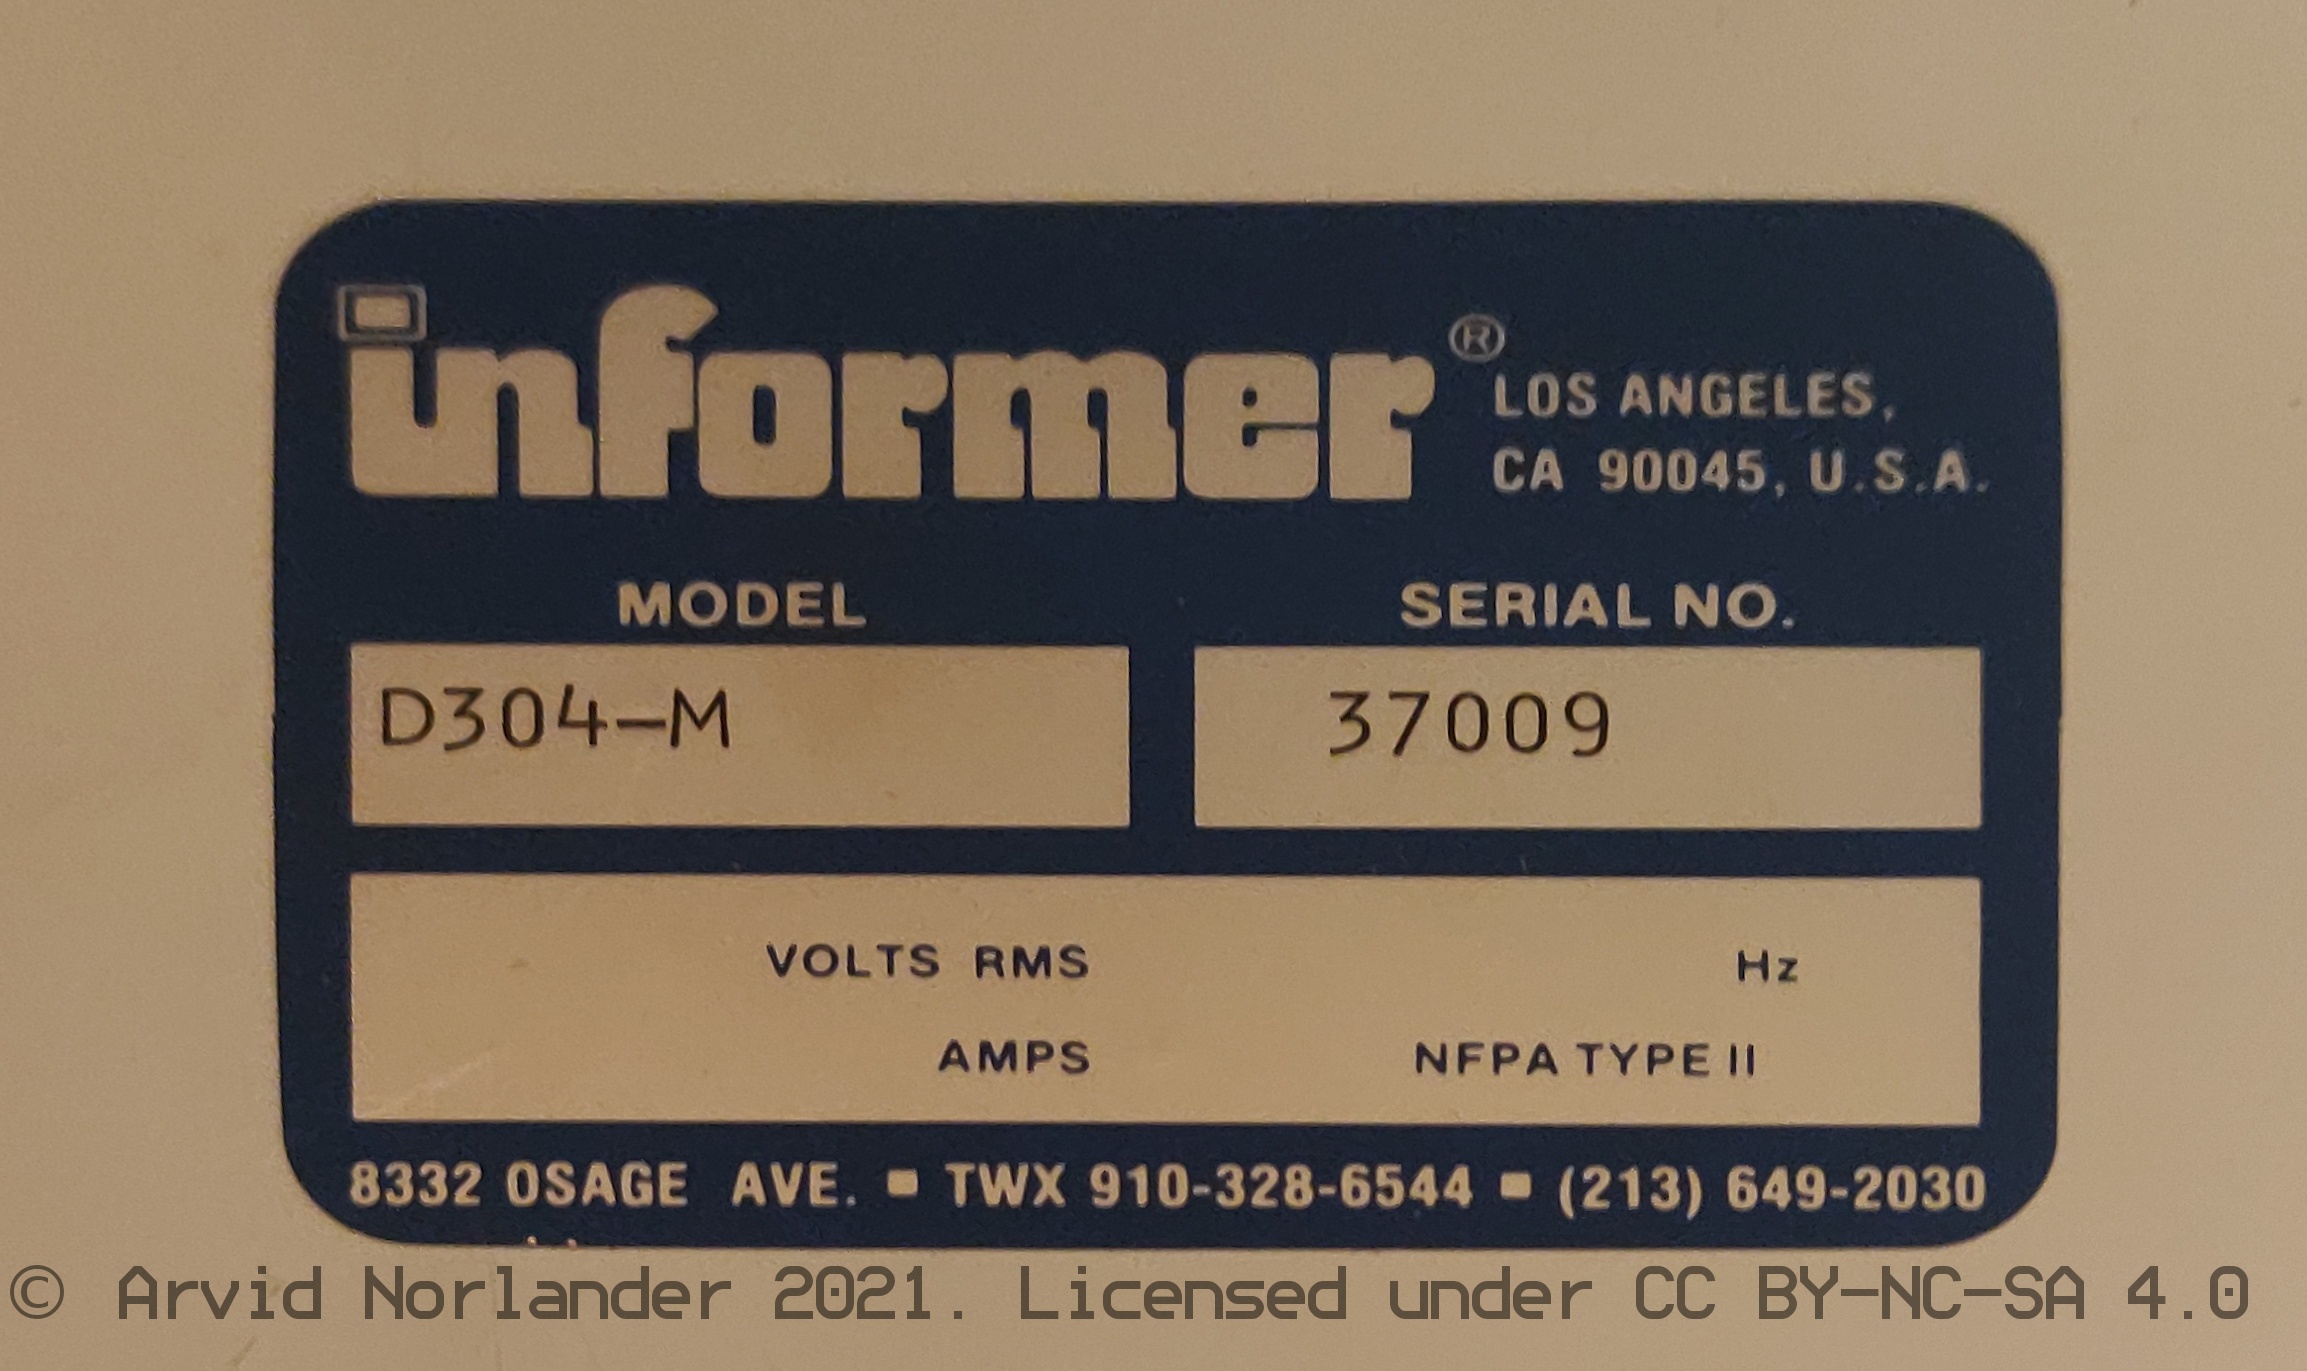 informer®
LOS ANGELES,
CA 90045, U.S.A.
MODEL
SERIAL NO.
D304-M
37009
VOLTS RMS
Hz
AMPS
NFPA TYPE II
8332 OSAGE AVE. ▪ TWX 910-328-6544 ▪ (213) 649-2030
© Arvid Norlander 2021. Licensed under CC BY-NC-SA 4.0